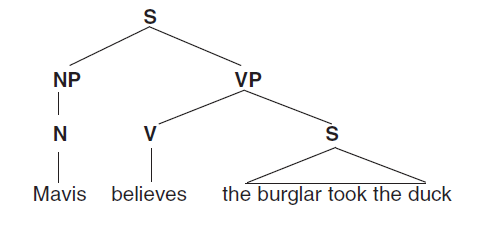 S
NP VP
N V S
Mavis believes the burglar took the duck